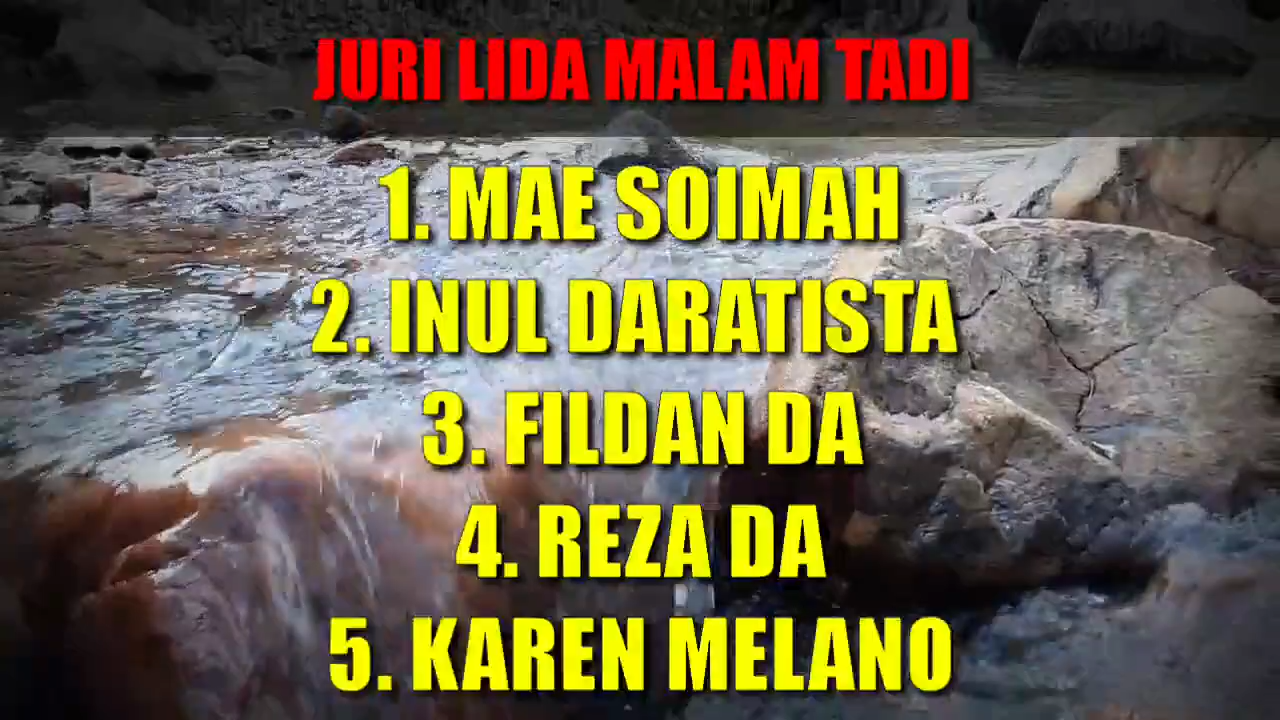 JURI LIDA MALAM TADI
1. MAE SOIMAH
2. INUL DARATISTA
3. FILDAN DA
4. REZA DA
5. KAREN MELANO